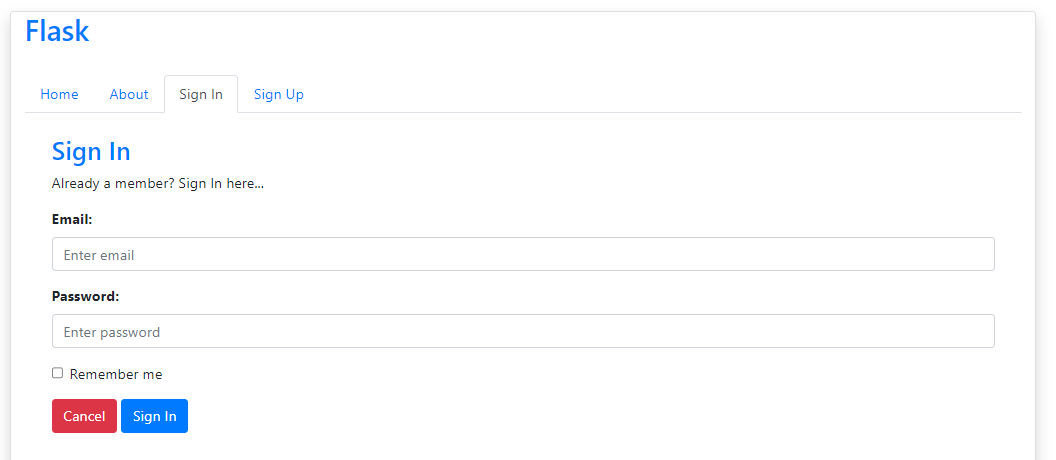 Flask
Home About Sign In Sign Up
Sign In
Already a member? Sign In here...
Email:
Enter email
Password:
Enter password
Remember me
Cancel Sign In